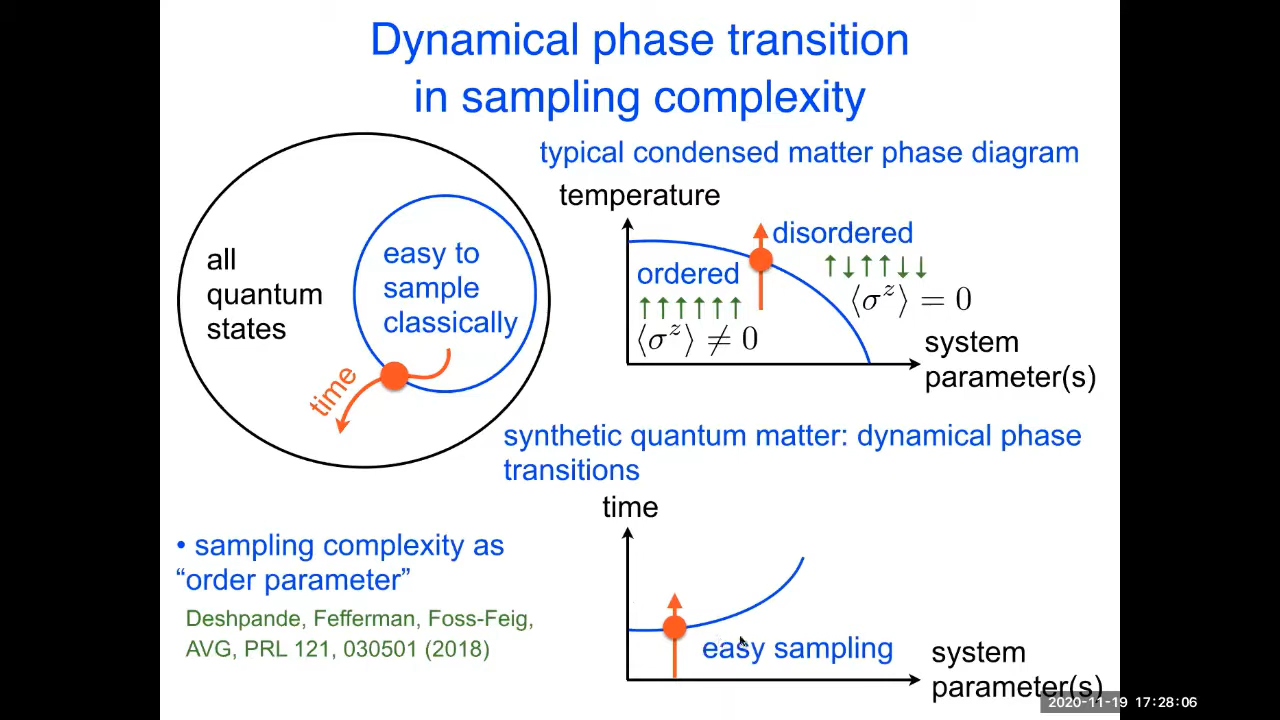 Dynamical phase transition
in sampling complexity
all
quantum
states
easy to
sample
classically
time
typical condensed matter phase diagram
temperature
disordered
↑↓↑↑↓↓
⟨σᶻ⟩ = 0
ordered
↑↑↑↑↑↑
⟨σᶻ⟩ ≠ 0
system
parameter(s)
synthetic quantum matter: dynamical phase
transitions
time
easy sampling
system
parameter(s)
• sampling complexity as
“order parameter”
Deshpande, Fefferman, Foss-Feig,
AVG, PRL 121, 030501 (2018)
2020-11-19 17:28:06